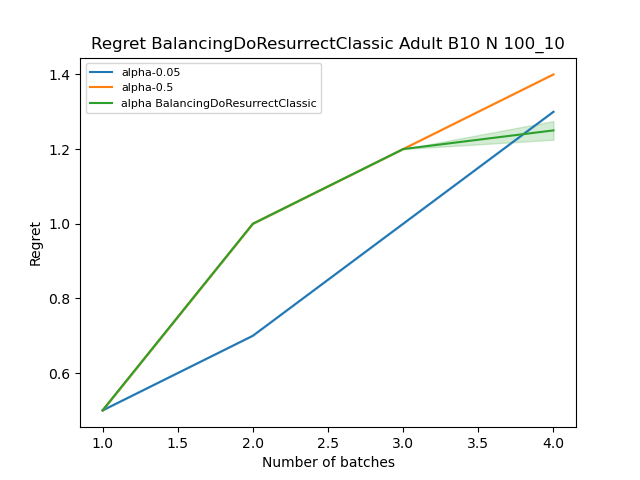 Regret BalancingDoResurrectClassic Adult B10 N 100_10
alpha-0.05
alpha-0.5
alpha BalancingDoResurrectClassic
Regret
1.4
1.2
1.0
0.8
0.6
1.0 1.5 2.0 2.5 3.0 3.5 4.0
Number of batches